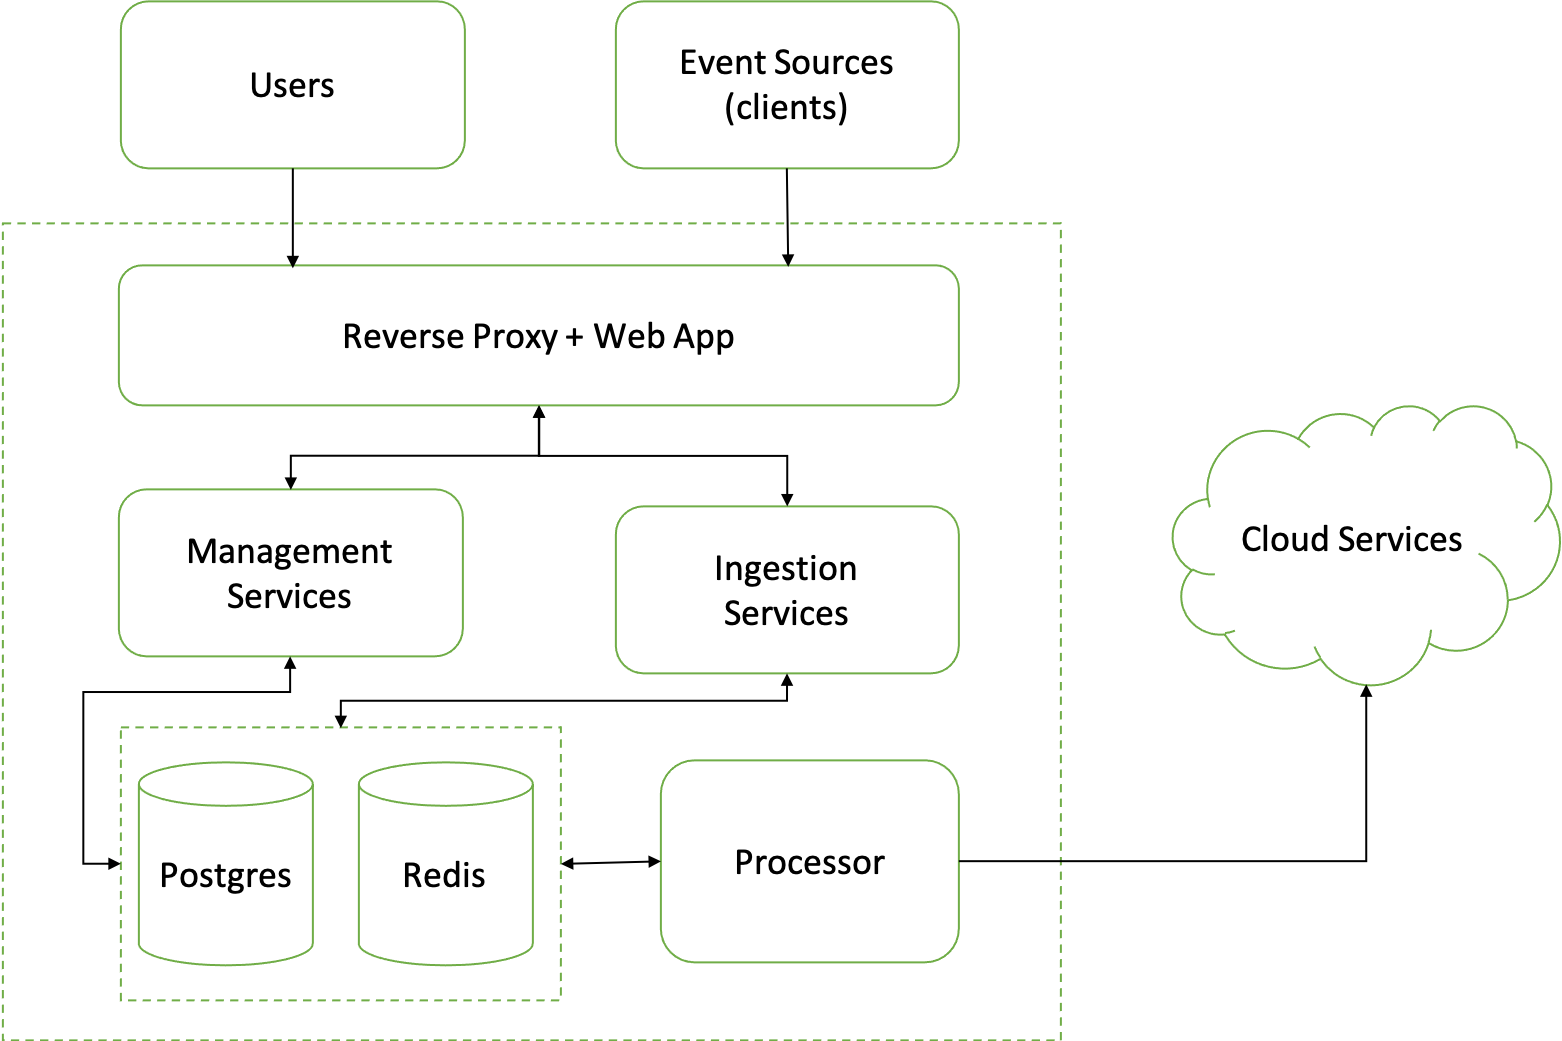 Users
Event Sources
(clients)
Reverse Proxy + Web App
Management
Services
Ingestion
Services
Cloud Services
Postgres
Redis
Processor